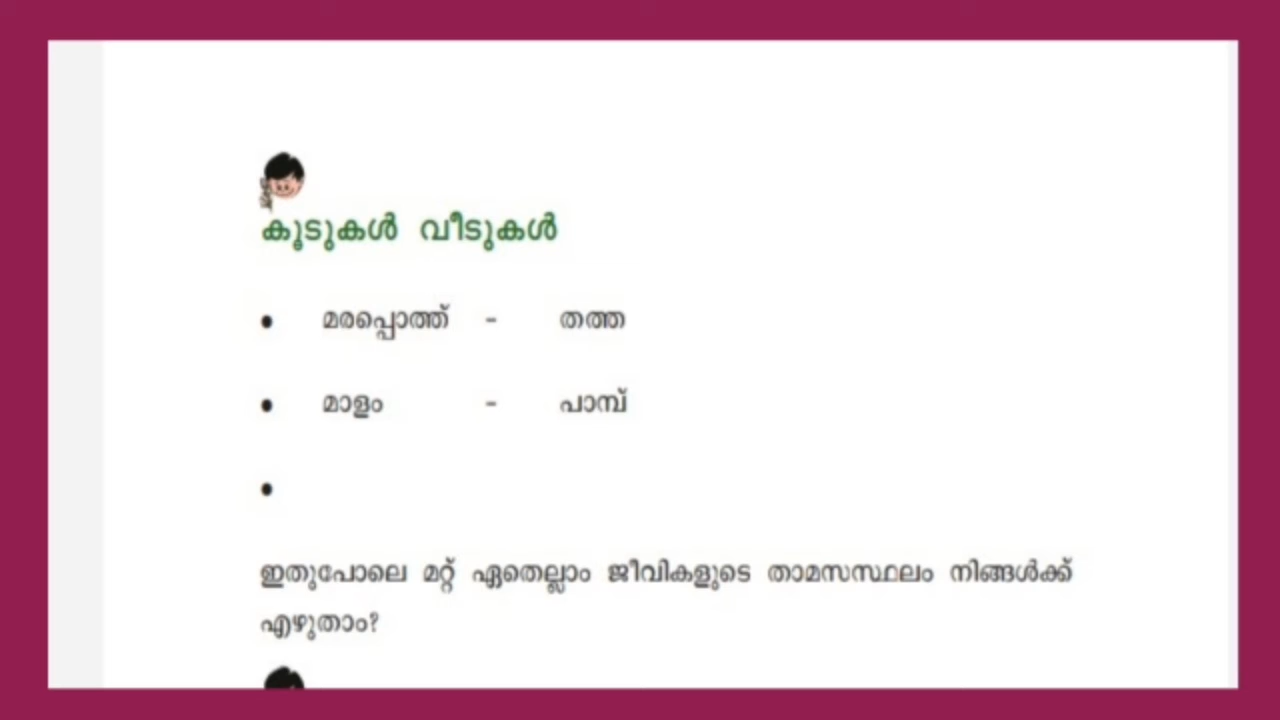 കൂടുകൾ വീടുകൾ
• മരപ്പൊത്ത് - തത്ത
• മാളം - പാമ്പ്
•
ഇതുപോലെ മറ്റ് ഏതെല്ലാം ജീവികളുടെ താമസസ്ഥലം നിങ്ങൾക്ക്
എഴുതാം?